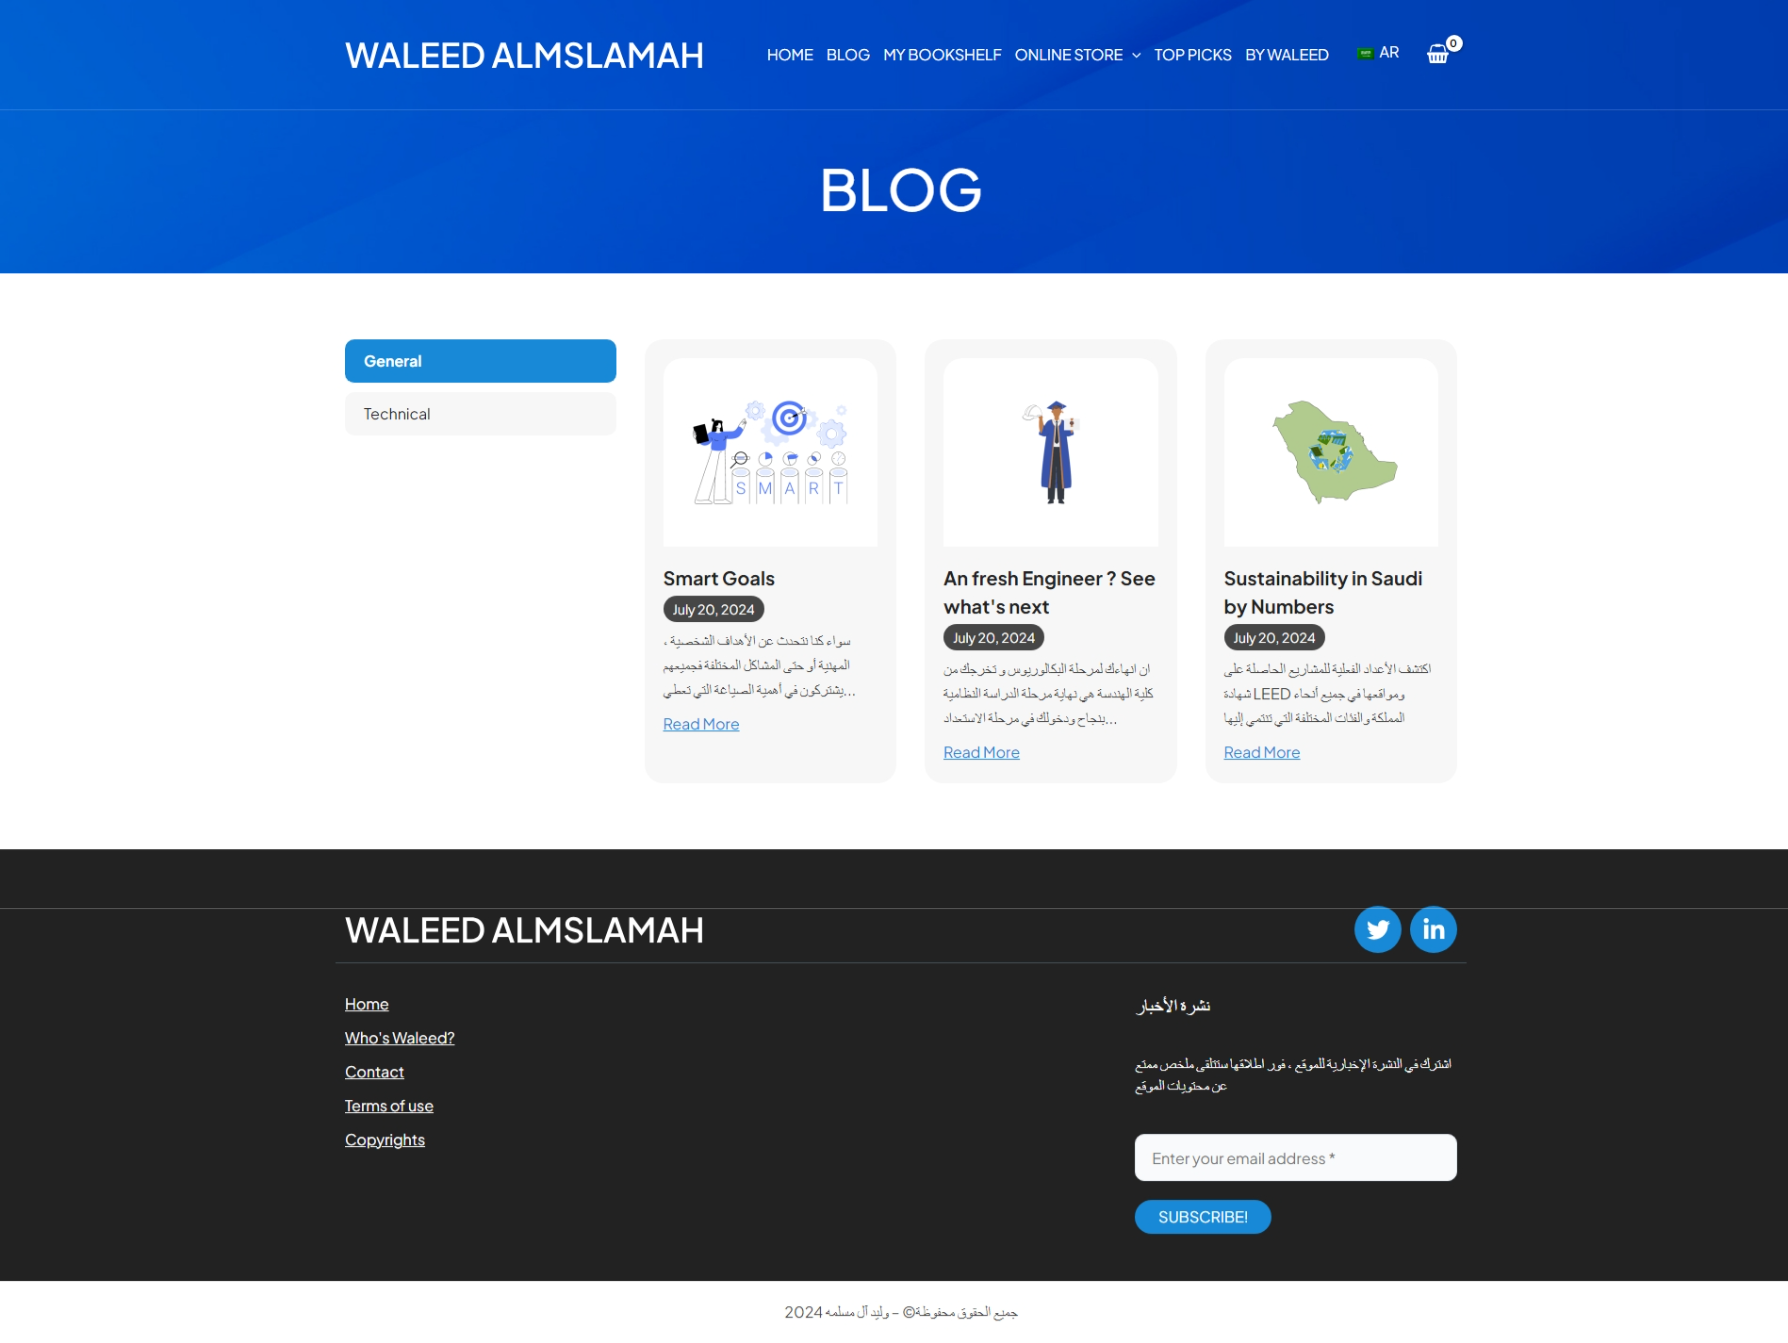 WALEED ALMSLAMAH
HOME BLOG MY BOOKSHELF ONLINE STORE TOP PICKS BY WALEED AR 0
BLOG
General
Technical
S M A R T
Smart Goals
July 20, 2024
سواء كنا نتحدث عن الأهداف الشخصية ،
المهنية أو حتى المشاكل المختلفة فجميعهم
يشتركون في أهمية الصياغة التي تعطي...
Read More
An fresh Engineer ? See
what's next
July 20, 2024
ان انهاءك لمرحلة البكالوريوس و تخرجك من
كلية الهندسة هي نهاية مرحلة الدراسة النظامية
بنجاح ودخولك في مرحلة الاستعداد...
Read More
Sustainability in Saudi
by Numbers
July 20, 2024
اكتشف الأعداد الفعلية للمشاريع الحاصلة على
شهادة LEED ومواقعها في جميع أنحاء
المملكة والفئات المختلفة التي تنتمي إليها
Read More
WALEED ALMSLAMAH
Home
Who's Waleed?
Contact
Terms of use
Copyrights
نشرة الأخبار
اشترك في النشرة الإخبارية للموقع ، فور اطلاقها ستتلقى ملخص ممتع
عن محتويات الموقع
Enter your email address *
SUBSCRIBE!
جميع الحقوق محفوظة© – وليد آل مسلمه 2024